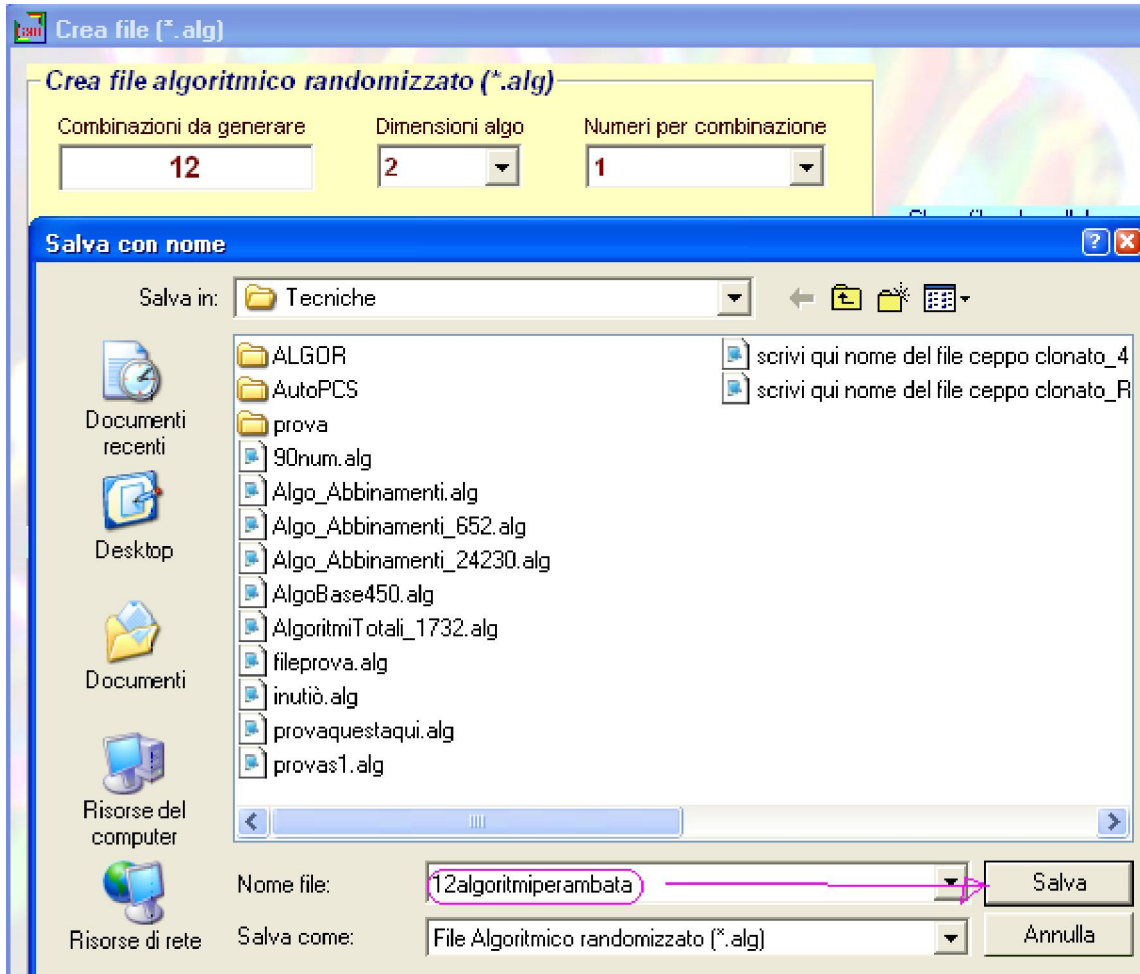 Crea file (*.alg)
Crea file algoritmico randomizzato (*.alg)
Combinazioni da generare Dimensioni algo Numeri per combinazione
12 2 1
Salva con nome
Salva in: Tecniche
ALGOR
AutoPCS
prova
90num.alg
Algo_Abbinamenti.alg
Algo_Abbinamenti_652.alg
Algo_Abbinamenti_24230.alg
AlgoBase450.alg
AlgoritmiTotali_1732.alg
fileprova.alg
inutiò.alg
provaquestaqui.alg
provas1.alg
scrivi qui nome del file ceppo clonato_4
scrivi qui nome del file ceppo clonato_R
Documenti
recenti
Desktop
Documenti
Risorse del
computer
Risorse di rete
Nome file: 12algoritmiperambata Salva
Salva come: File Algoritmico randomizzato (*.alg) Annulla